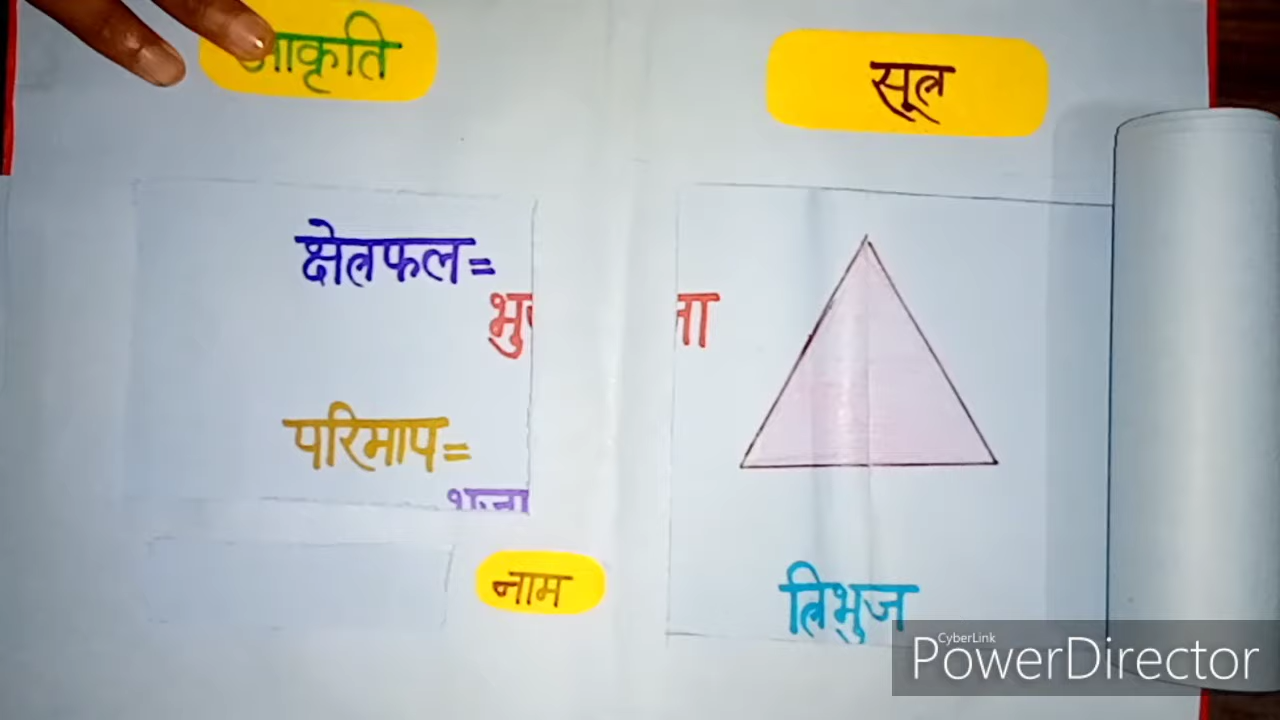 आकृति
सूत्र
क्षेत्रफल=
परिमाप=
भुजा
नाम
त्रिभुज
CyberLink
PowerDirector